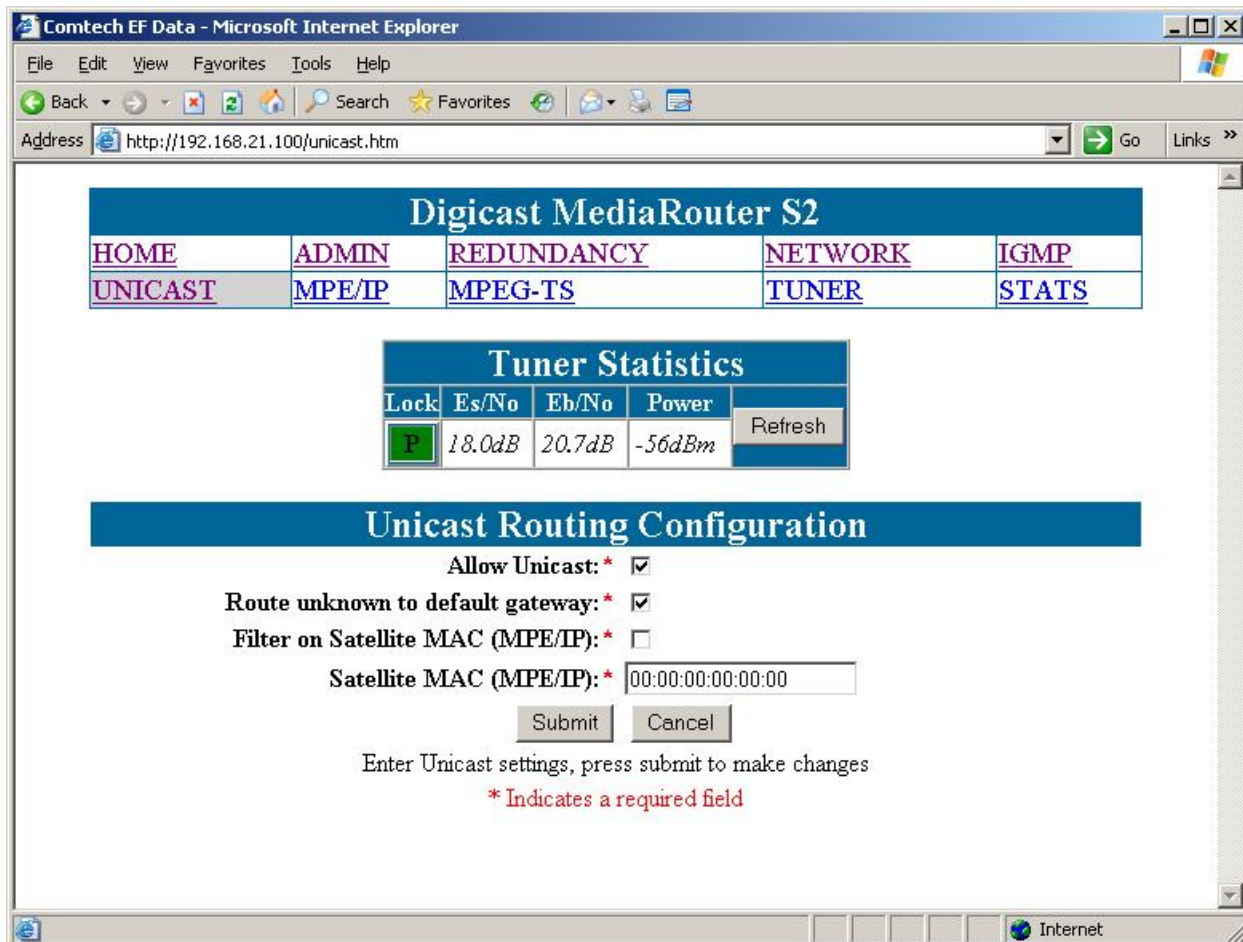 Comtech EF Data - Microsoft Internet Explorer
File Edit View Favorites Tools Help
Back Search Favorites
Address http://192.168.21.100/unicast.htm Go Links »
Digicast MediaRouter S2
HOME ADMIN REDUNDANCY NETWORK IGMP
UNICAST MPE/IP MPEG-TS TUNER STATS
Tuner Statistics
Lock Es/No Eb/No Power Refresh
P 18.0dB 20.7dB -56dBm
Unicast Routing Configuration
Allow Unicast:*
Route unknown to default gateway:*
Filter on Satellite MAC (MPE/IP):*
Satellite MAC (MPE/IP):* 00:00:00:00:00:00
Submit Cancel
Enter Unicast settings, press submit to make changes
* Indicates a required field
Internet